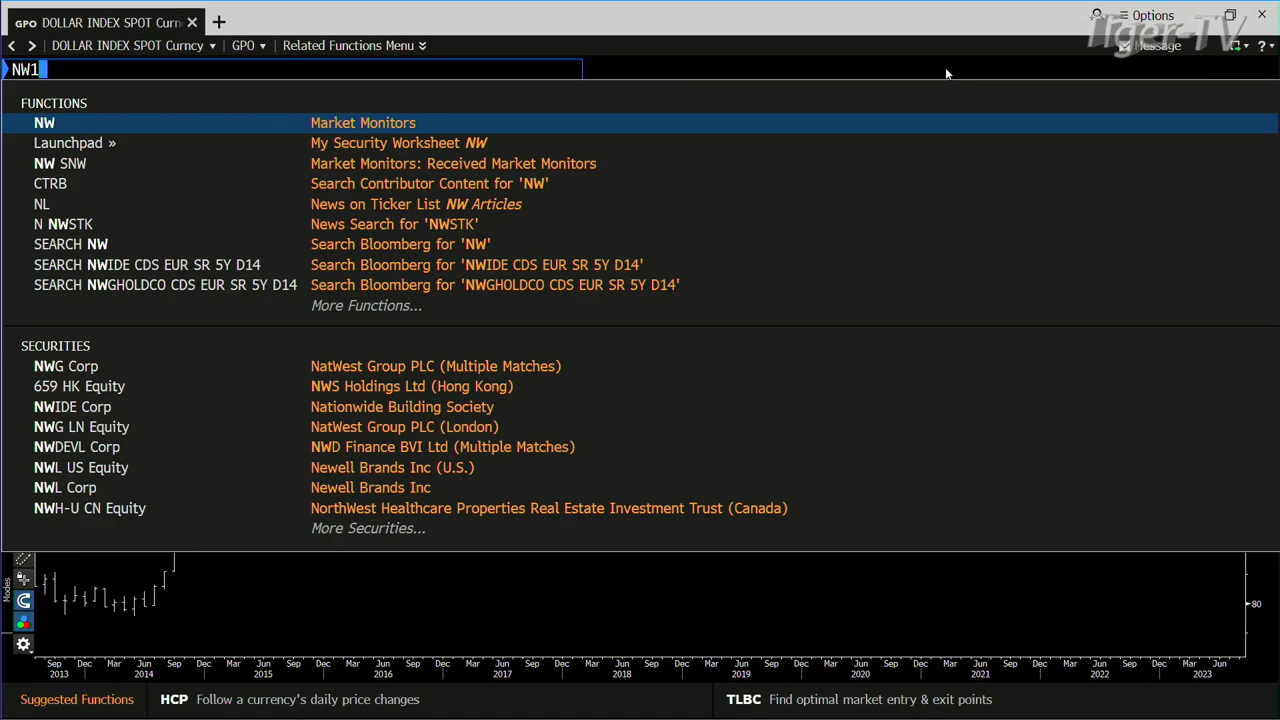 GPO DOLLAR INDEX SPOT Curn
Options
Tiger-TV
DOLLAR INDEX SPOT Curncy GPO Related Functions Menu
Message
NW1
FUNCTIONS
NW Market Monitors
Launchpad » My Security Worksheet NW
NW SNW Market Monitors: Received Market Monitors
CTRB Search Contributor Content for 'NW'
NL News on Ticker List NW Articles
N NWSTK News Search for 'NWSTK'
SEARCH NW Search Bloomberg for 'NW'
SEARCH NWIDE CDS EUR SR 5Y D14 Search Bloomberg for 'NWIDE CDS EUR SR 5Y D14'
SEARCH NWGHOLDCO CDS EUR SR 5Y D14 Search Bloomberg for 'NWGHOLDCO CDS EUR SR 5Y D14'
More Functions...
SECURITIES
NWG Corp NatWest Group PLC (Multiple Matches)
659 HK Equity NWS Holdings Ltd (Hong Kong)
NWIDE Corp Nationwide Building Society
NWG LN Equity NatWest Group PLC (London)
NWDEVL Corp NWD Finance BVI Ltd (Multiple Matches)
NWL US Equity Newell Brands Inc (U.S.)
NWL Corp Newell Brands Inc
NWH-U CN Equity NorthWest Healthcare Properties Real Estate Investment Trust (Canada)
More Securities...
Modes
80
Sep Dec Mar Jun Sep Dec Mar Jun Sep Dec Mar Jun Sep Dec Mar Jun Sep Dec Mar Jun Sep Dec Mar Jun Sep Dec Mar Jun Sep Dec Mar Jun Sep Dec Mar Jun Sep Dec Mar Jun
2013 2014 2015 2016 2017 2018 2019 2020 2021 2022 2023
Suggested Functions HCP Follow a currency's daily price changes TLBC Find optimal market entry & exit points